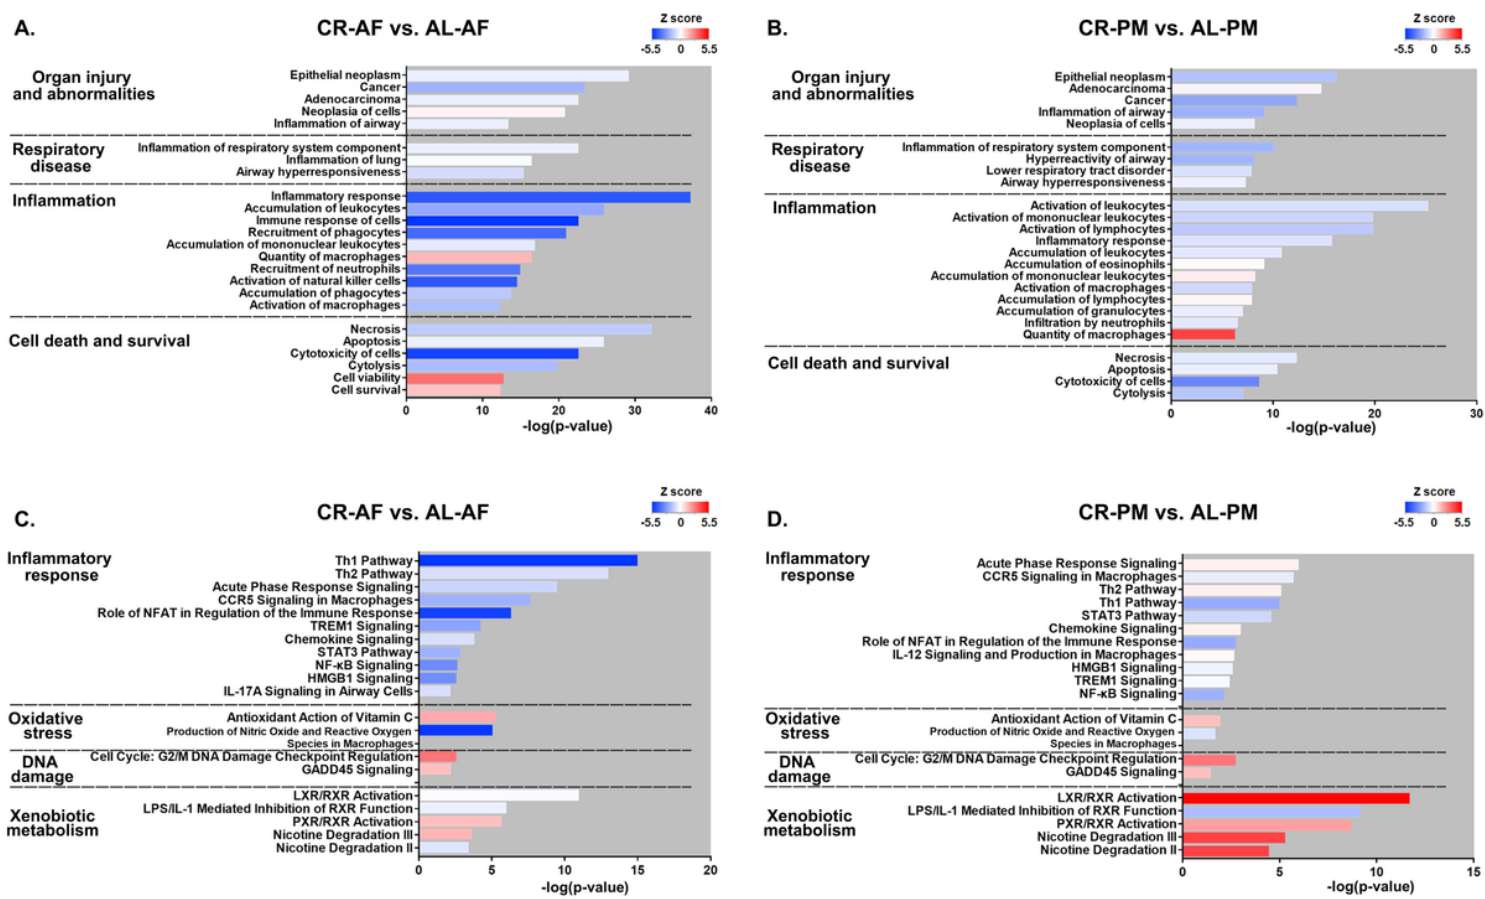 A.
CR-AF vs. AL-AF
Z score
-5.5 0 5.5
Organ injury
and abnormalities
Epithelial neoplasm
Cancer
Adenocarcinoma
Neoplasia of cells
Inflammation of airway
Respiratory
disease
Inflammation of respiratory system component
Inflammation of lung
Airway hyperresponsiveness
Inflammation
Inflammatory response
Accumulation of leukocytes
Immune response of cells
Recruitment of phagocytes
Accumulation of mononuclear leukocytes
Quantity of macrophages
Recruitment of neutrophils
Activation of natural killer cells
Accumulation of phagocytes
Activation of macrophages
Cell death and survival
Necrosis
Apoptosis
Cytotoxicity of cells
Cytolysis
Cell viability
Cell survival
0 10 20 30 40
-log(p-value)
B.
CR-PM vs. AL-PM
Z score
-5.5 0 5.5
Organ injury
and abnormalities
Epithelial neoplasm
Adenocarcinoma
Cancer
Inflammation of airway
Neoplasia of cells
Respiratory
disease
Inflammation of respiratory system component
Hyperreactivity of airway
Lower respiratory tract disorder
Airway hyperresponsiveness
Inflammation
Activation of leukocytes
Activation of mononuclear leukocytes
Activation of lymphocytes
Inflammatory response
Accumulation of leukocytes
Accumulation of eosinophils
Accumulation of mononuclear leukocytes
Activation of macrophages
Accumulation of lymphocytes
Accumulation of granulocytes
Infiltration by neutrophils
Quantity of macrophages
Cell death and survival
Necrosis
Apoptosis
Cytotoxicity of cells
Cytolysis
0 10 20 30
-log(p-value)
C.
CR-AF vs. AL-AF
Z score
-5.5 0 5.5
Inflammatory
response
Th1 Pathway
Th2 Pathway
Acute Phase Response Signaling
CCR5 Signaling in Macrophages
Role of NFAT in Regulation of the Immune Response
TREM1 Signaling
Chemokine Signaling
STAT3 Pathway
NF-κB Signaling
HMGB1 Signaling
IL-17A Signaling in Airway Cells
Oxidative
stress
Antioxidant Action of Vitamin C
Production of Nitric Oxide and Reactive Oxygen
Species in Macrophages
DNA
damage
Cell Cycle: G2/M DNA Damage Checkpoint Regulation
GADD45 Signaling
Xenobiotic
metabolism
LXR/RXR Activation
LPS/IL-1 Mediated Inhibition of RXR Function
PXR/RXR Activation
Nicotine Degradation III
Nicotine Degradation II
0 5 10 15 20
-log(p-value)
D.
CR-PM vs. AL-PM
Z score
-5.5 0 5.5
Inflammatory
response
Acute Phase Response Signaling
CCR5 Signaling in Macrophages
Th2 Pathway
Th1 Pathway
STAT3 Pathway
Chemokine Signaling
Role of NFAT in Regulation of the Immune Response
IL-12 Signaling and Production in Macrophages
HMGB1 Signaling
TREM1 Signaling
NF-κB Signaling
Oxidative
stress
Antioxidant Action of Vitamin C
Production of Nitric Oxide and Reactive Oxygen
Species in Macrophages
DNA
damage
Cell Cycle: G2/M DNA Damage Checkpoint Regulation
GADD45 Signaling
Xenobiotic
metabolism
LXR/RXR Activation
LPS/IL-1 Mediated Inhibition of RXR Function
PXR/RXR Activation
Nicotine Degradation III
Nicotine Degradation II
0 5 10 15
-log(p-value)